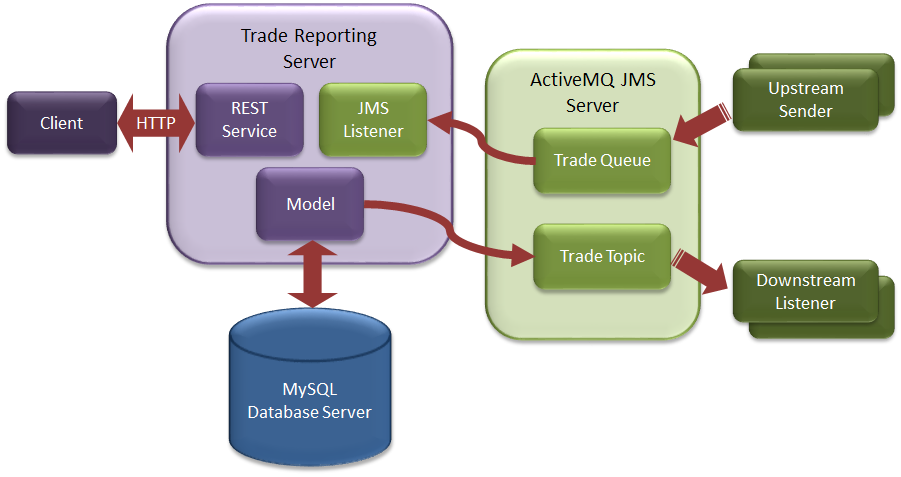 Trade Reporting
Server
Client
HTTP
REST
Service
JMS
Listener
Model
MySQL
Database Server
ActiveMQ JMS
Server
Trade Queue
Trade Topic
Upstream
Sender
Downstream
Listener